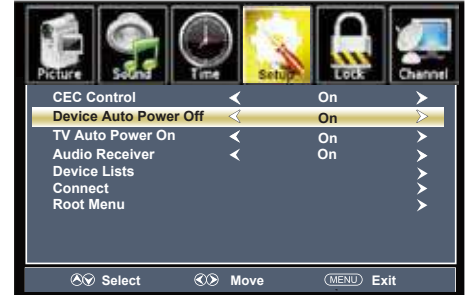 Picture Sound Time Setup Lock Channel
CEC Control On
Device Auto Power Off On
TV Auto Power On On
Audio Receiver On
Device Lists
Connect
Root Menu
Select Move MENU Exit